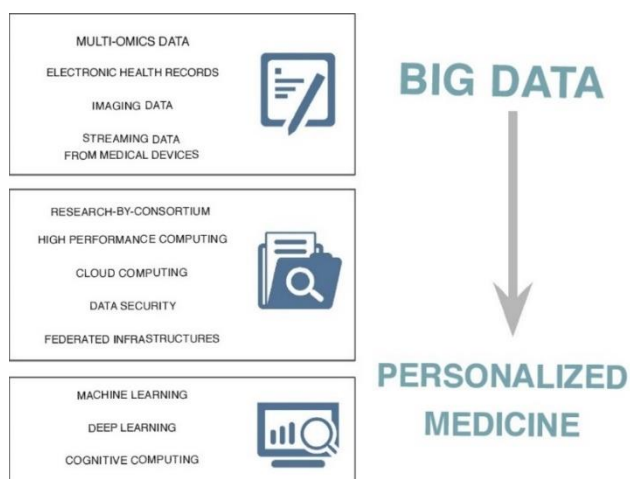 MULTI-OMICS DATA
ELECTRONIC HEALTH RECORDS
IMAGING DATA
STREAMING DATA
FROM MEDICAL DEVICES
RESEARCH-BY-CONSORTIUM
HIGH PERFORMANCE COMPUTING
CLOUD COMPUTING
DATA SECURITY
FEDERATED INFRASTRUCTURES
MACHINE LEARNING
DEEP LEARNING
COGNITIVE COMPUTING
BIG DATA
PERSONALIZED
MEDICINE